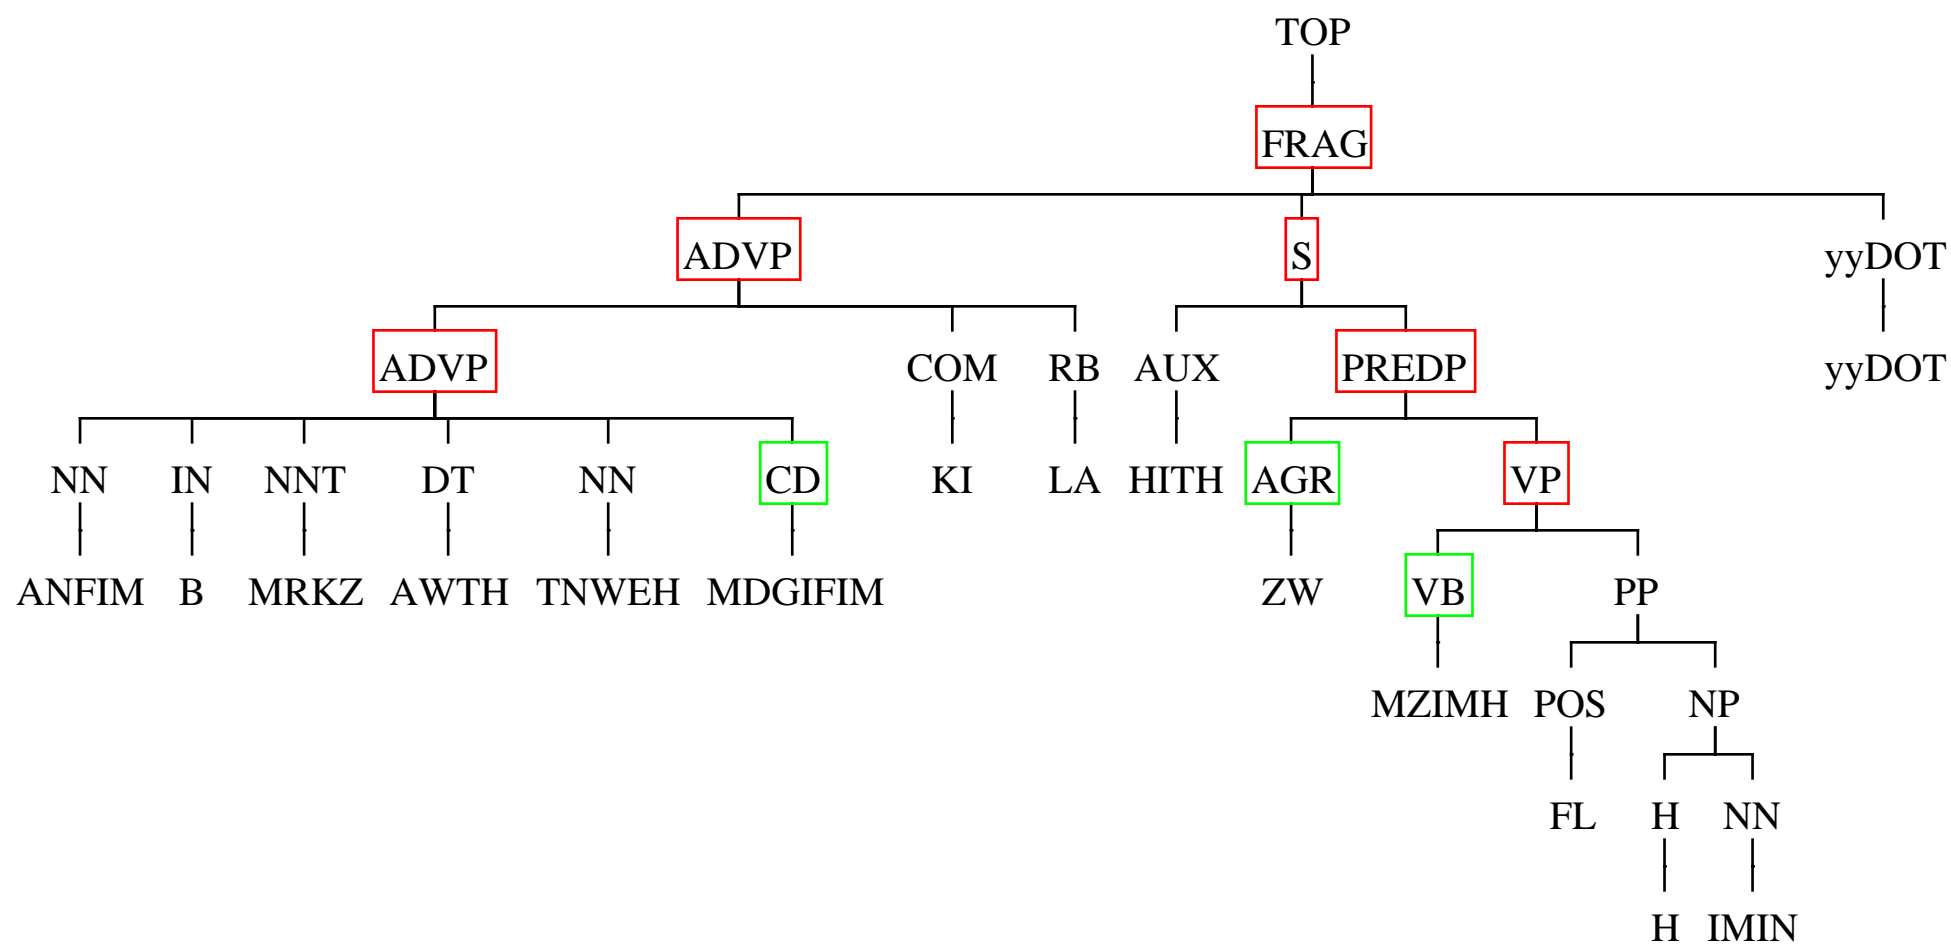 TOP
FRAG
ADVP S yyDOT
ADVP COM RB AUX PREDP yyDOT
NN IN NNT DT NN CD KI LA HITH AGR VP
ANFIM B MRKZ AWTH TNWEH MDGIFIM ZW VB PP
MZIMH POS NP
FL H NN
H IMIN